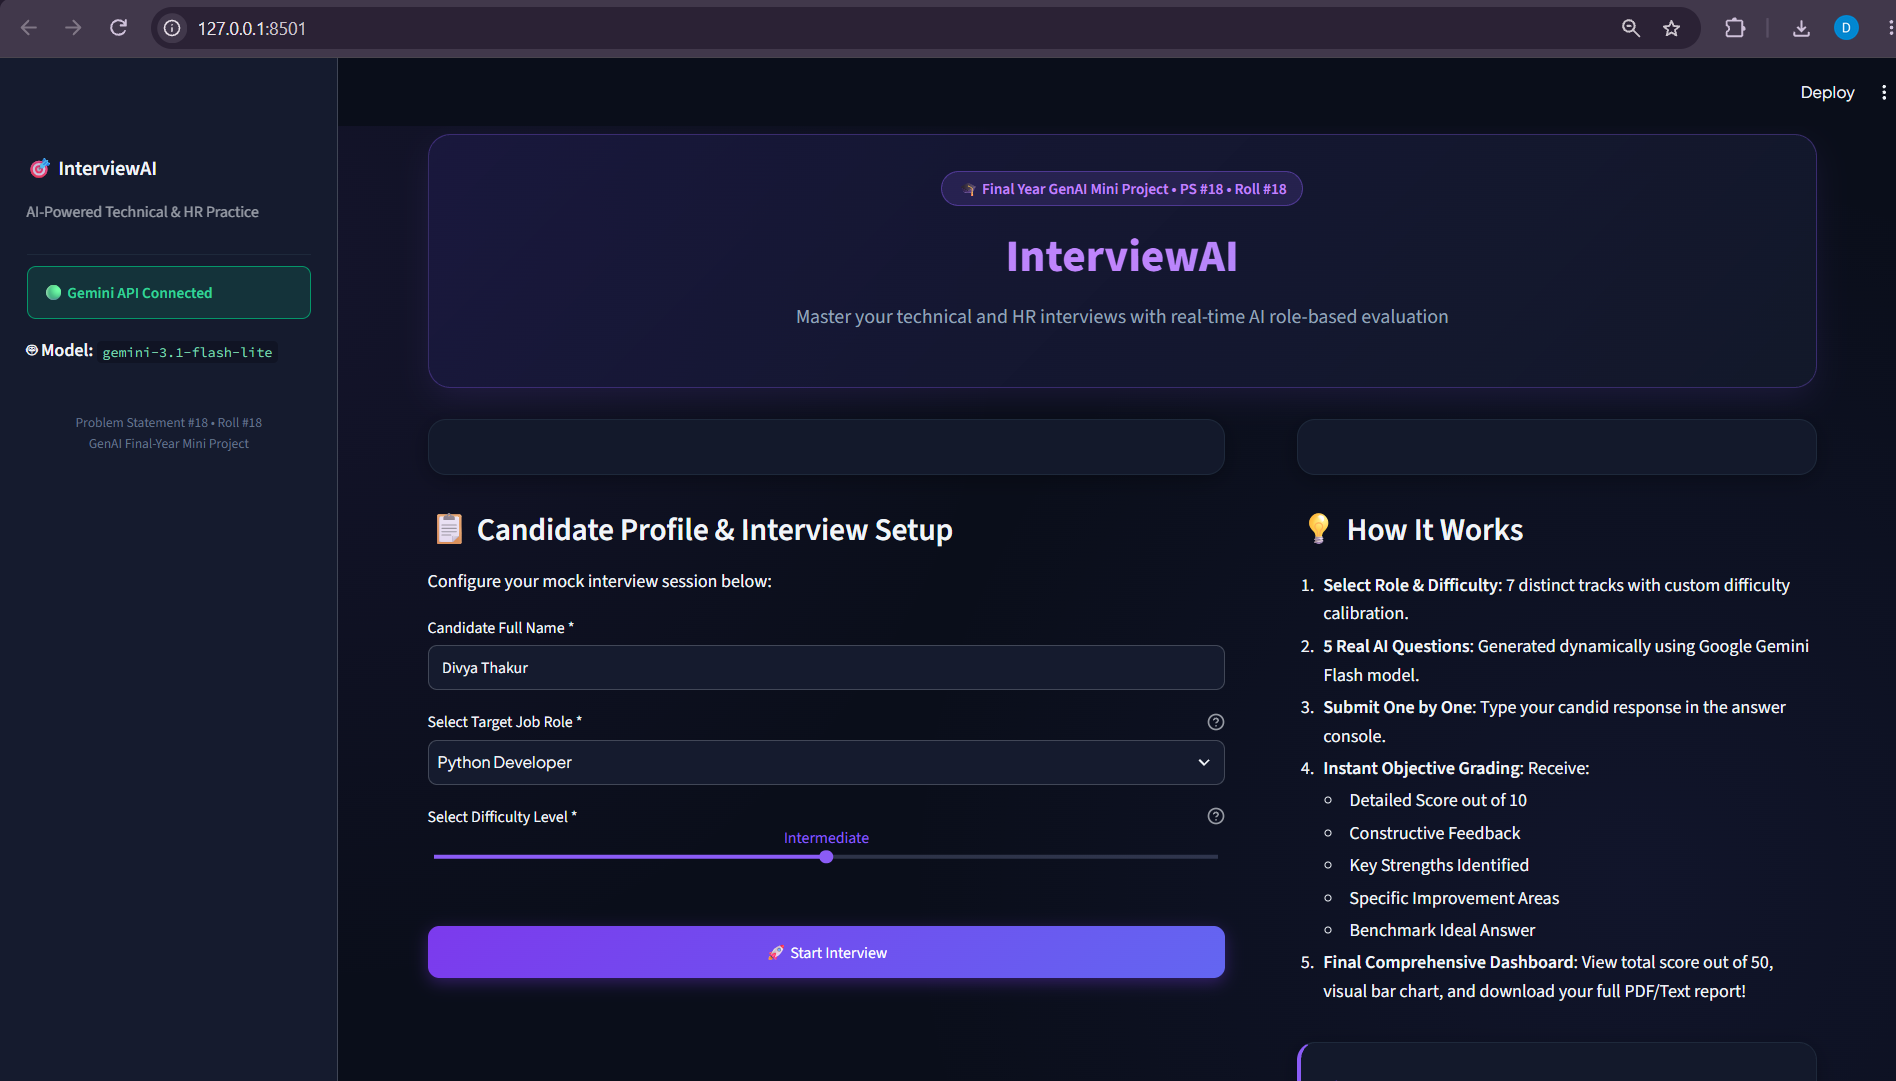 127.0.0.1:8501
D
Deploy
InterviewAI
AI-Powered Technical & HR Practice
Gemini API Connected
Model: gemini-3.1-flash-lite
Problem Statement #18 • Roll #18
GenAI Final-Year Mini Project
Final Year GenAI Mini Project • PS #18 • Roll #18
InterviewAI
Master your technical and HR interviews with real-time AI role-based evaluation
Candidate Profile & Interview Setup
Configure your mock interview session below:
Candidate Full Name *
Divya Thakur
Select Target Job Role *
Python Developer
Select Difficulty Level *
Intermediate
Start Interview
How It Works
1. Select Role & Difficulty: 7 distinct tracks with custom difficulty
calibration.
2. 5 Real AI Questions: Generated dynamically using Google Gemini
Flash model.
3. Submit One by One: Type your candid response in the answer
console.
4. Instant Objective Grading: Receive:
Detailed Score out of 10
Constructive Feedback
Key Strengths Identified
Specific Improvement Areas
Benchmark Ideal Answer
5. Final Comprehensive Dashboard: View total score out of 50,
visual bar chart, and download your full PDF/Text report!